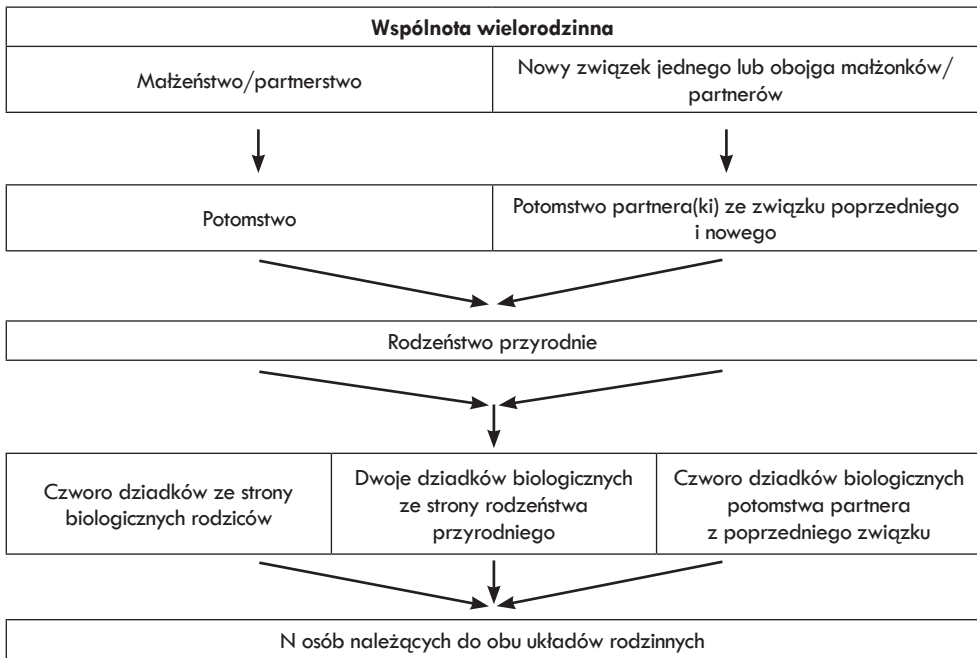 Wspólnota wielorodzinna
Małżeństwo/partnerstwo
Nowy związek jednego lub obojga małżonków/
partnerów
Potomstwo
Potomstwo partnera(ki) ze związku poprzedniego
i nowego
Rodzeństwo przyrodnie
Czworo dziadków ze strony
biologicznych rodziców
Dwoje dziadków biologicznych
ze strony rodzeństwa
przyrodniego
Czworo dziadków biologicznych
potomstwa partnera
z poprzedniego związku
N osób należących do obu układów rodzinnych